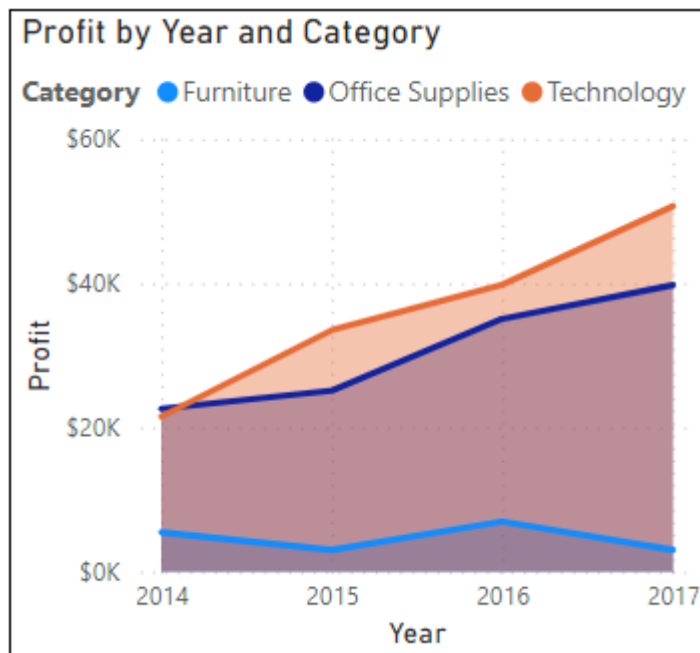 Profit by Year and Category
Category Furniture Office Supplies Technology
$60K
$40K
$20K
$0K
Profit
2014 2015 2016 2017
Year